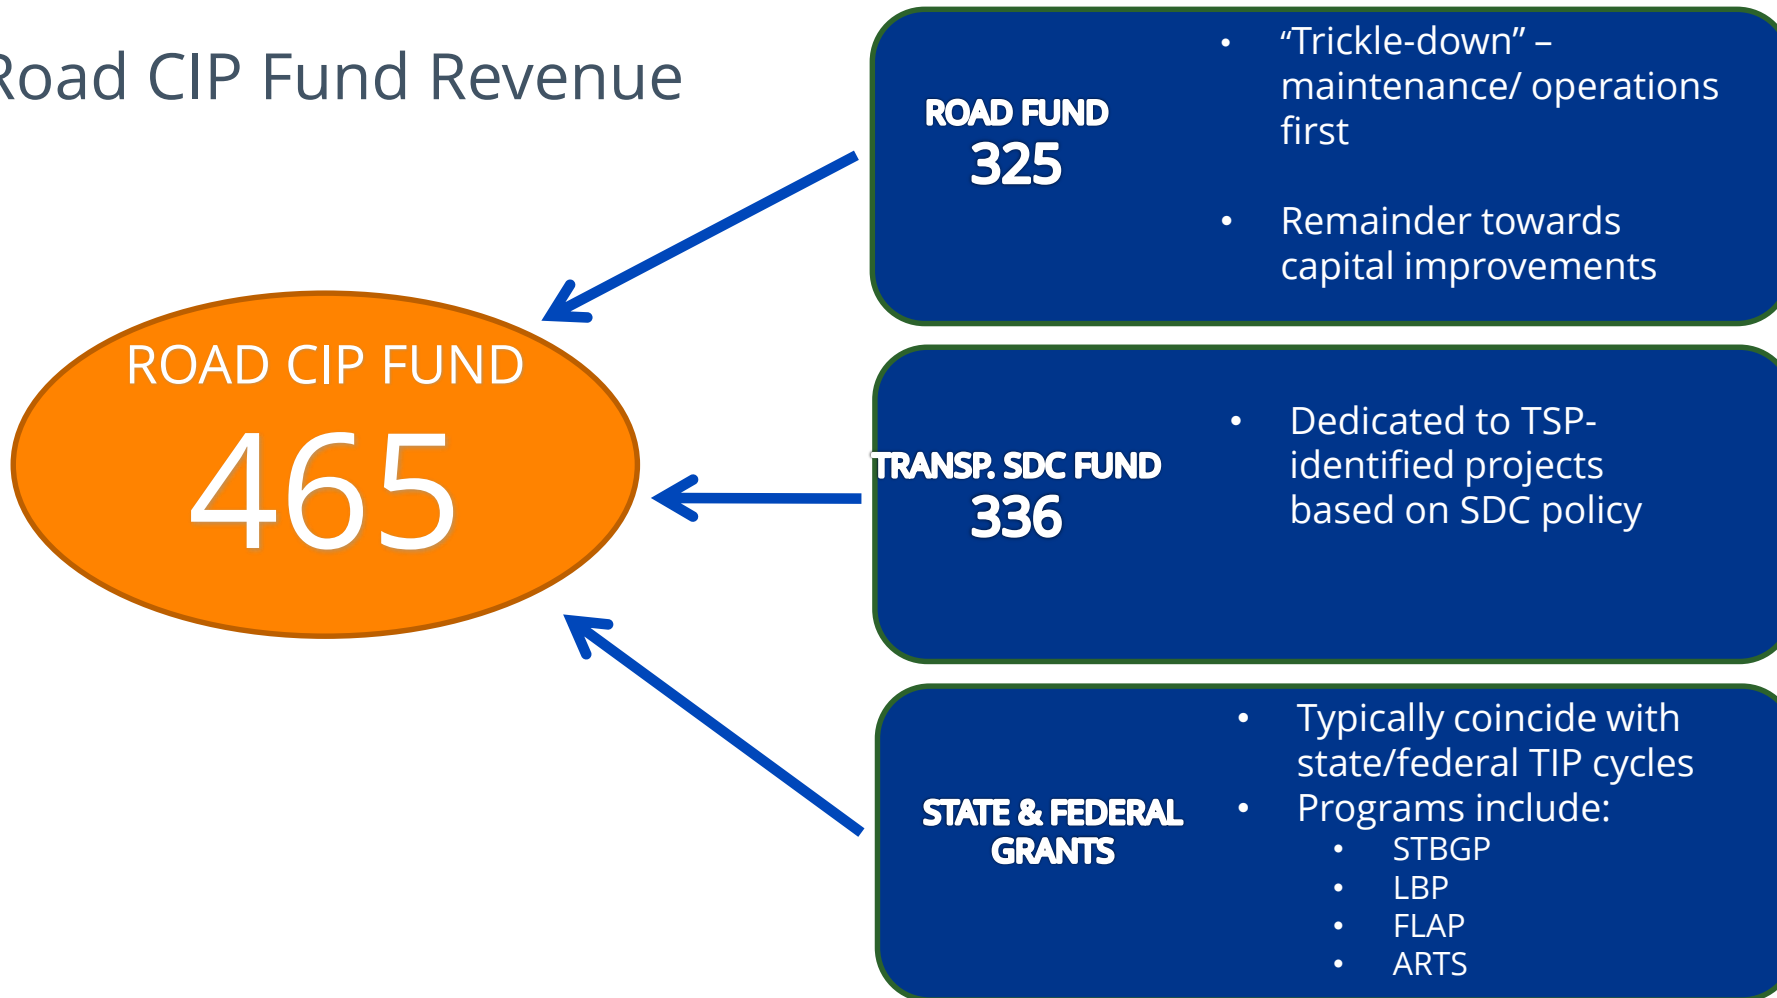 Road CIP Fund Revenue
ROAD CIP FUND
465
ROAD FUND
325
• “Trickle-down” –
maintenance/ operations
first
• Remainder towards
capital improvements
TRANSP. SDC FUND
336
• Dedicated to TSP-
identified projects
based on SDC policy
STATE & FEDERAL
GRANTS
• Typically coincide with
state/federal TIP cycles
• Programs include:
• STBGP
• LBP
• FLAP
• ARTS